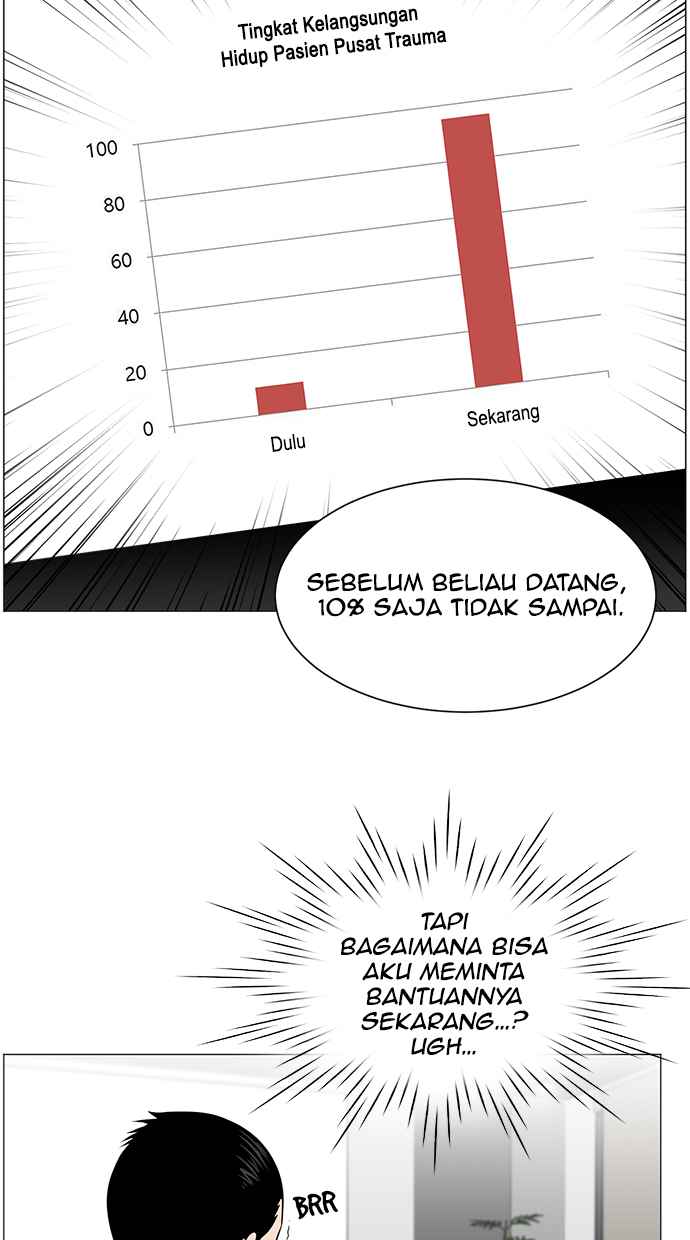 Tingkat Kelangsungan
Hidup Pasien Pusat Trauma
100
80
60
40
20
0
Dulu
Sekarang
SEBELUM BELIAU DATANG,
10% SAJA TIDAK SAMPAI.
TAPI
BAGAIMANA BISA
AKU MEMINTA
BANTUANNYA
SEKARANG...?
UGH...
BRR